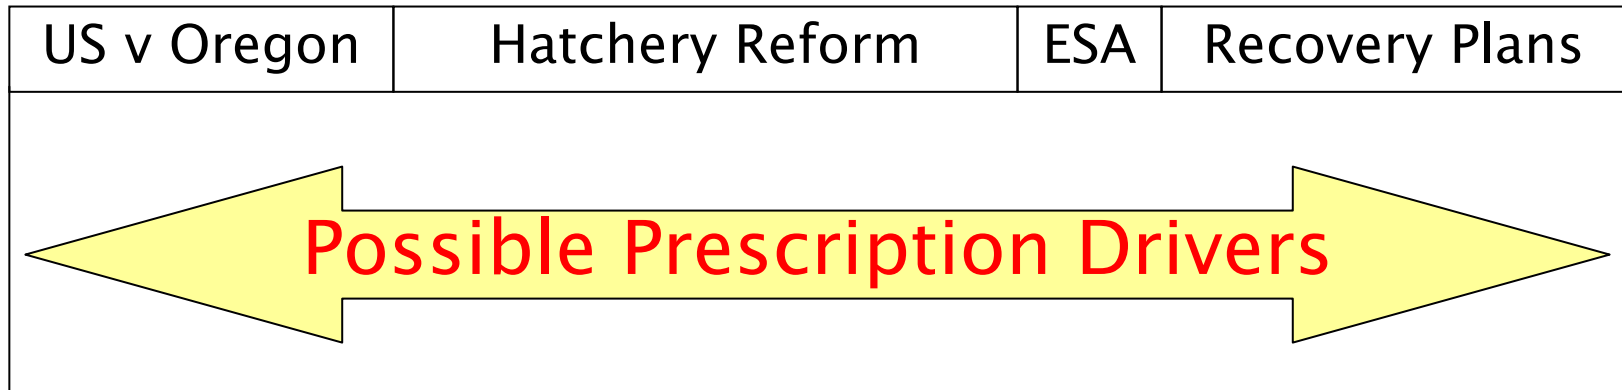 US v Oregon Hatchery Reform ESA Recovery Plans
Possible Prescription Drivers